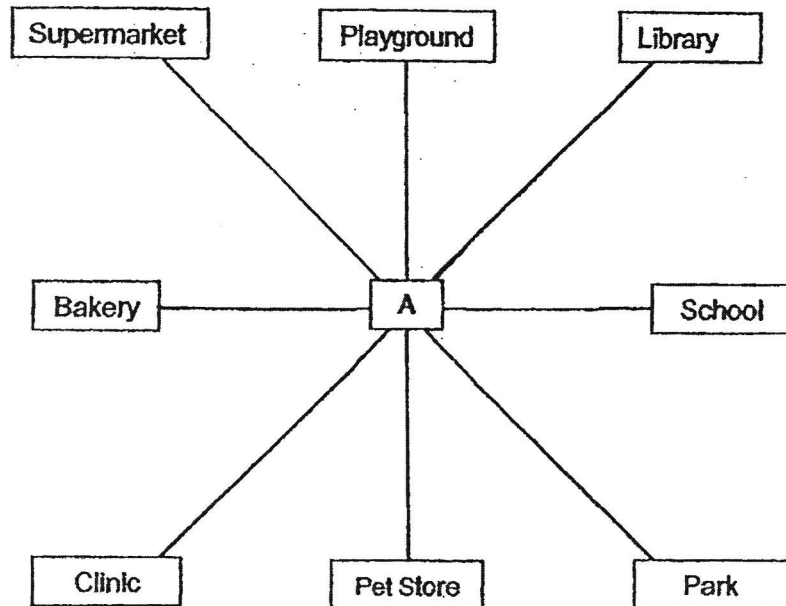 Supermarket
Playground
Library
Bakery
A
School
Clinic
Pet Store
Park